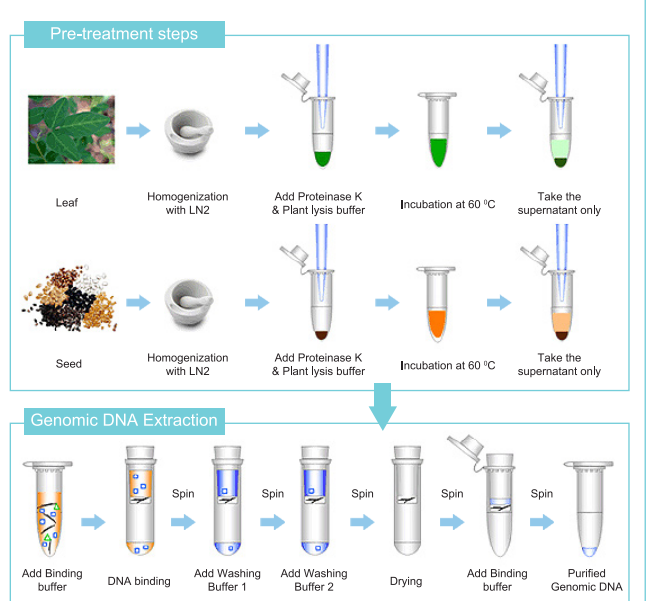 Pre-treatment steps
Leaf
Homogenization
with LN2
Add Proteinase K
& Plant lysis buffer
Incubation at 60 ⁰C
Take the
supernatant only
Seed
Homogenization
with LN2
Add Proteinase K
& Plant lysis buffer
Incubation at 60 ⁰C
Take the
supernatant only
Genomic DNA Extraction
Spin
Spin
Spin
Spin
Spin
Add Binding
buffer
DNA binding
Add Washing
Buffer 1
Add Washing
Buffer 2
Drying
Add Binding
buffer
Purified
Genomic DNA